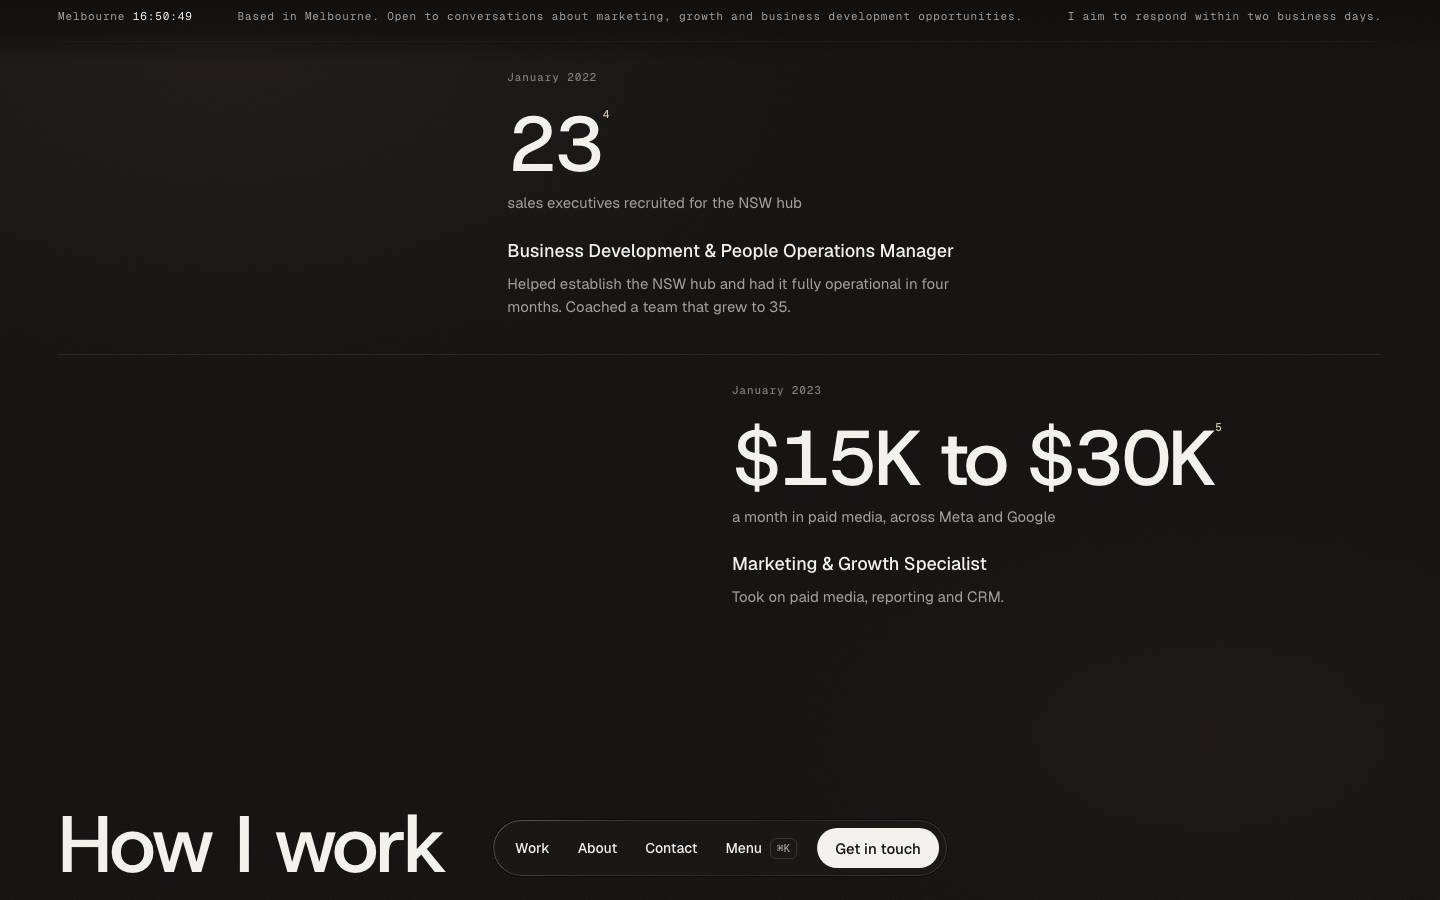 Melbourne 16:50:49 Based in Melbourne. Open to conversations about marketing, growth and business development opportunities. I aim to respond within two business days.
January 2022
23 4
sales executives recruited for the NSW hub
Business Development & People Operations Manager
Helped establish the NSW hub and had it fully operational in four
months. Coached a team that grew to 35.
January 2023
$15K to $30K 5
a month in paid media, across Meta and Google
Marketing & Growth Specialist
Took on paid media, reporting and CRM.
How I work
Work About Contact Menu ⌘K Get in touch